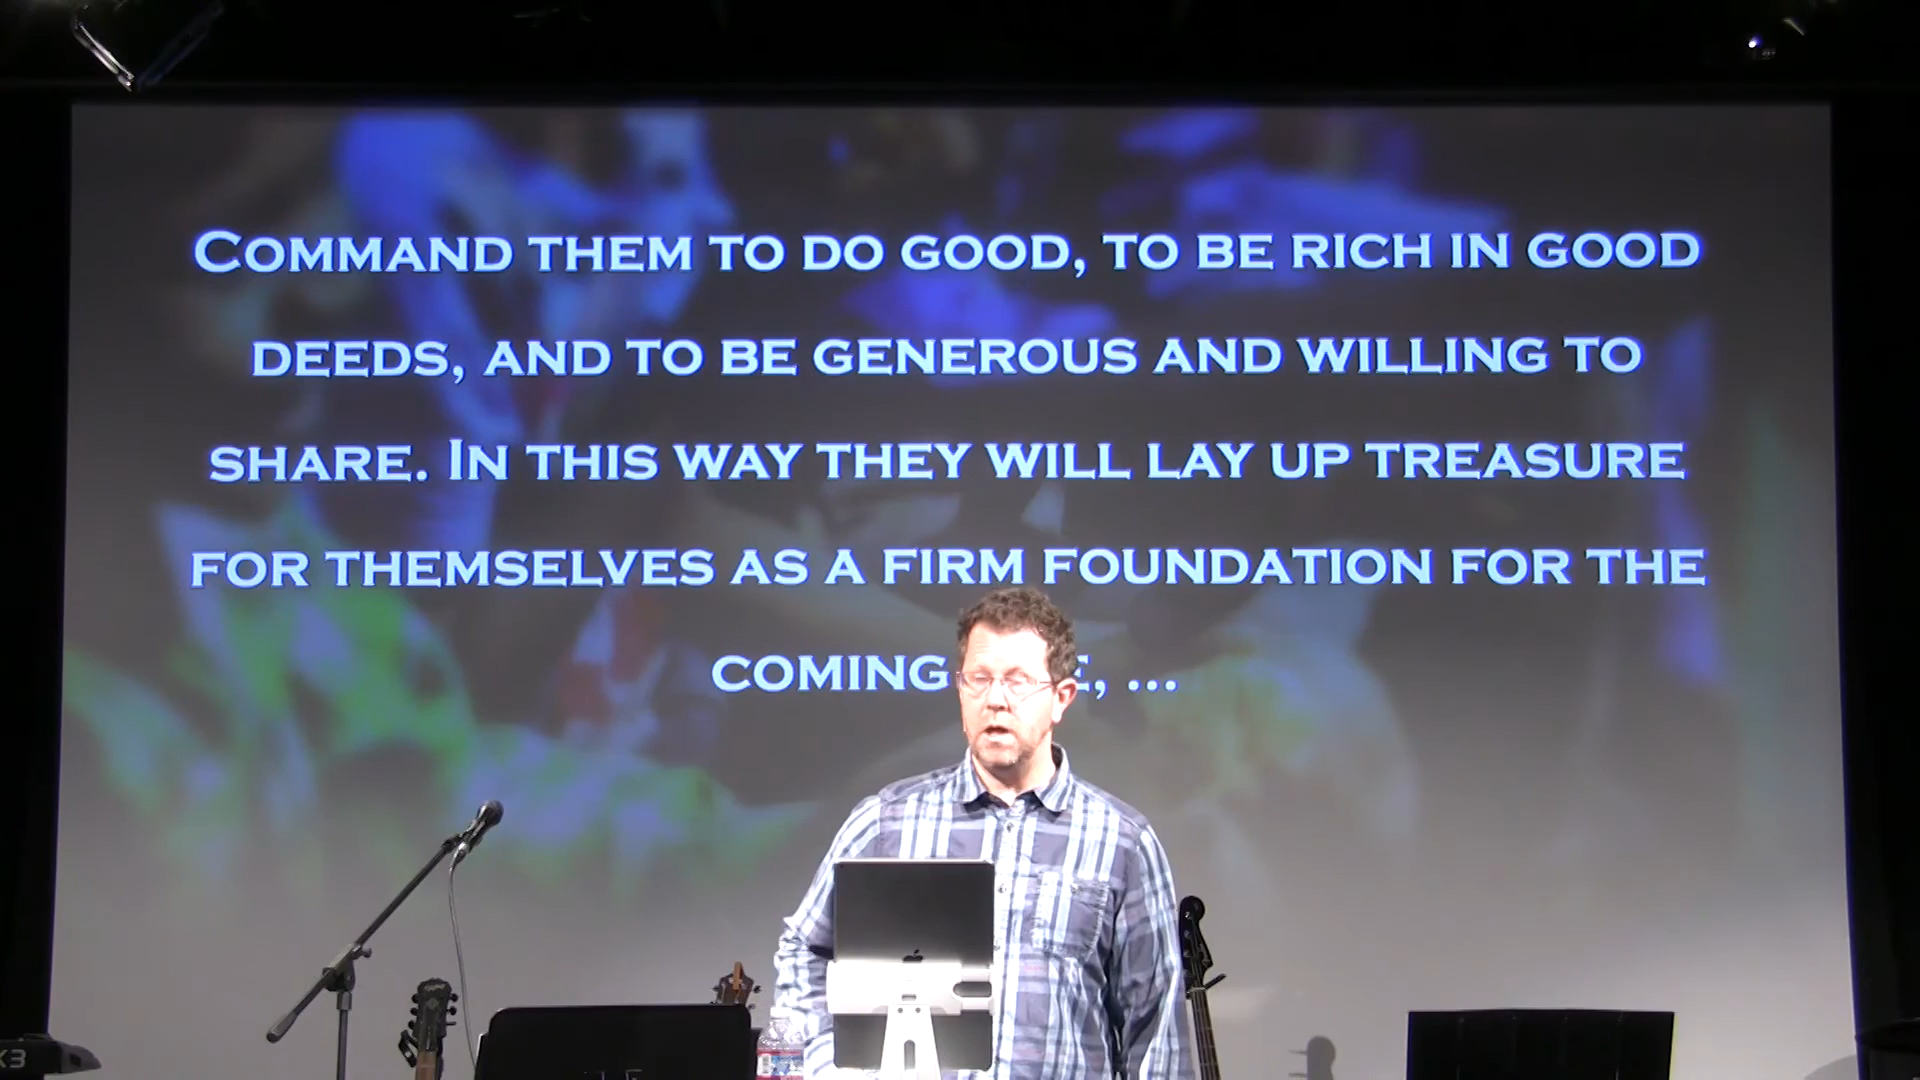 Command them to do good, to be rich in good
deeds, and to be generous and willing to
share. In this way they will lay up treasure
for themselves as a firm foundation for the
coming , ...